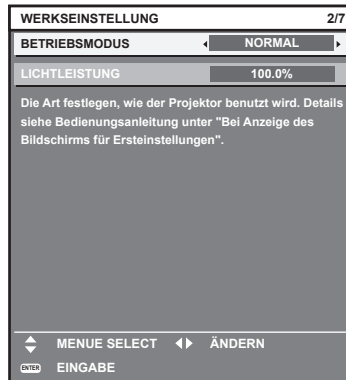 WERKSEINSTELLUNG 2/7
BETRIEBSMODUS NORMAL
LICHTLEISTUNG 100.0%
Die Art festlegen, wie der Projektor benutzt wird. Details
siehe Bedienungsanleitung unter "Bei Anzeige des
Bildschirms für Ersteinstellungen".
MENUE SELECT ÄNDERN
ENTER EINGABE